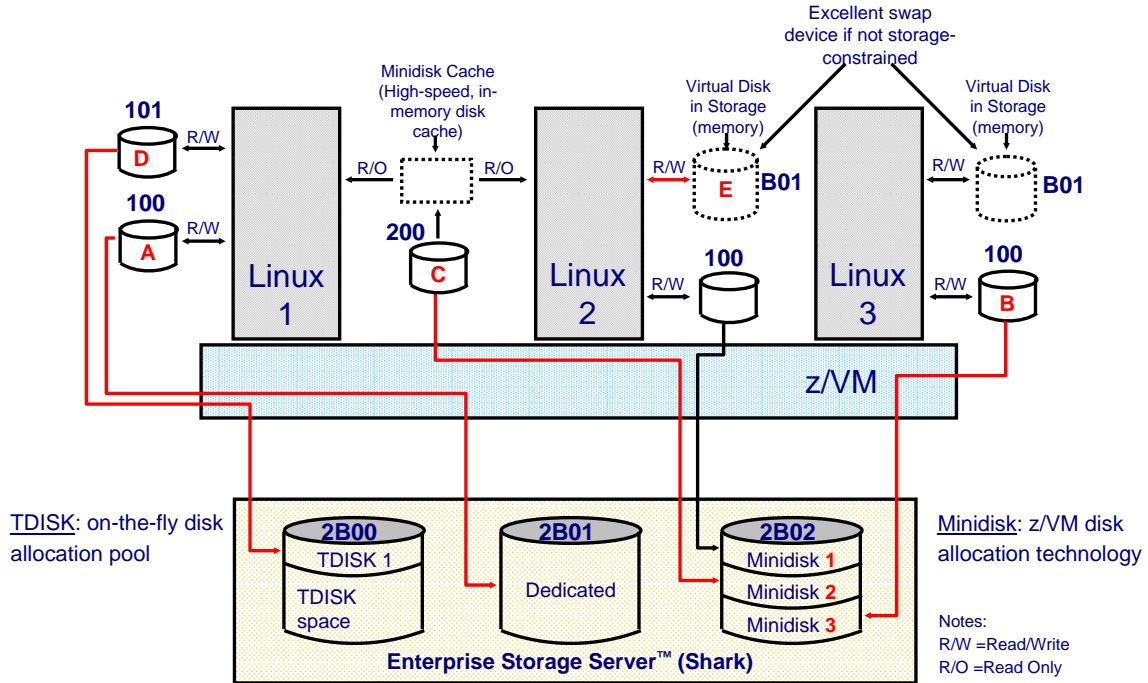 Excellent swap
device if not storage-
constrained
Minidisk Cache
(High-speed, in-
memory disk
cache)
Virtual Disk
in Storage
(memory)
Virtual Disk
in Storage
(memory)
101
D
R/W
R/O
R/O
R/W
E
B01
R/W
B01
100
A
R/W
200
C
Linux
1
Linux
2
R/W
100
Linux
3
R/W
100
B
z/VM
TDISK: on-the-fly disk
allocation pool
2B00
TDISK 1
TDISK
space
2B01
Dedicated
2B02
Minidisk 1
Minidisk 2
Minidisk 3
Enterprise Storage Server™ (Shark)
Minidisk: z/VM disk
allocation technology
Notes:
R/W =Read/Write
R/O =Read Only